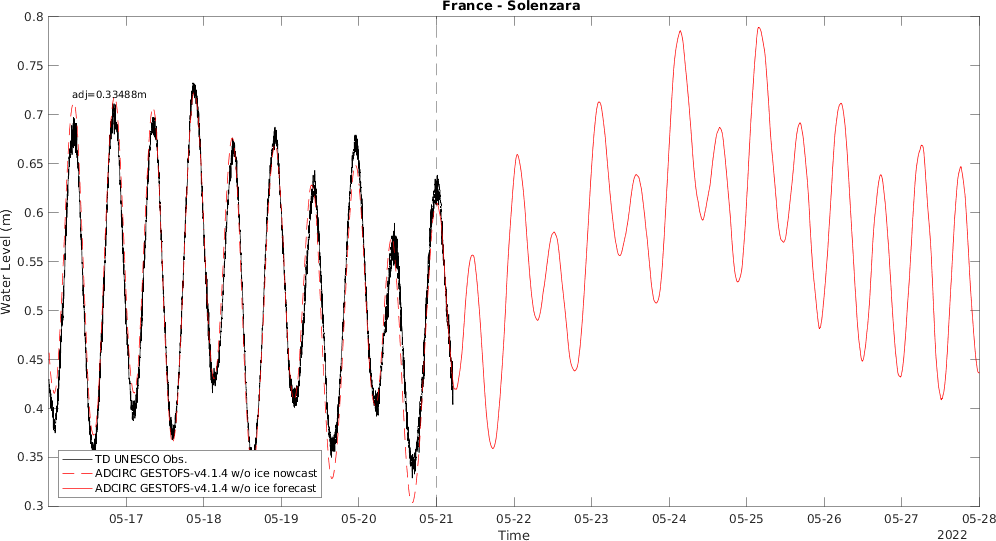 France - Solenzara
0.8
0.75
0.7
0.65
0.6
0.55
0.5
0.45
0.4
0.35
0.3
Water Level (m)
adj=0.33488m
TD UNESCO Obs.
ADCIRC GESTOFS-v4.1.4 w/o ice nowcast
ADCIRC GESTOFS-v4.1.4 w/o ice forecast
05-17 05-18 05-19 05-20 05-21 05-22 05-23 05-24 05-25 05-26 05-27 05-28
Time
2022